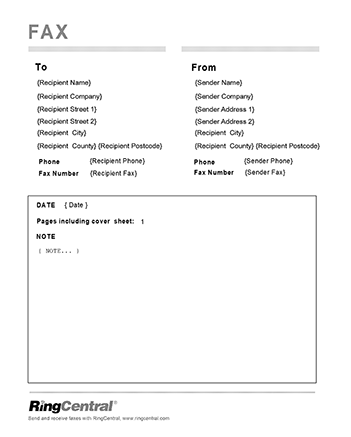 FAX
To
{Recipient Name}
{Recipient Company}
{Recipient Street 1}
{Recipient Street 2}
{Recipient City}
{Recipient County} {Recipient Postcode}
Phone {Recipient Phone}
Fax Number {Recipient Fax}
From
{Sender Name}
{Sender Company}
{Sender Address 1}
{Sender Address 2}
{Recipient City}
{Recipient County} {Recipient Postcode}
Phone {Sender Phone}
Fax Number {Sender Fax}
DATE { Date }
Pages including cover sheet: 1
NOTE
{ NOTE... }
RingCentral®
Send and receive faxes with RingCentral, www.ringcentral.com